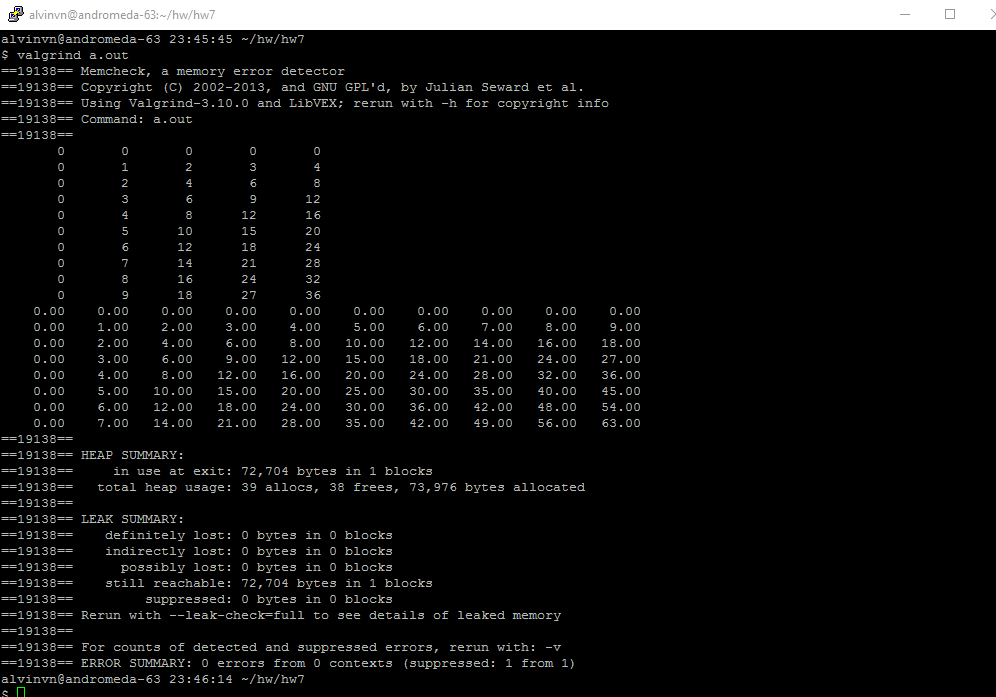 alvinvn@andromeda-63:~/hw/hw7
alvinvn@andromeda-63 23:45:45 ~/hw/hw7
$ valgrind a.out
==19138== Memcheck, a memory error detector
==19138== Copyright (C) 2002-2013, and GNU GPL'd, by Julian Seward et al.
==19138== Using Valgrind-3.10.0 and LibVEX; rerun with -h for copyright info
==19138== Command: a.out
==19138==
0 0 0 0 0
0 1 2 3 4
0 2 4 6 8
0 3 6 9 12
0 4 8 12 16
0 5 10 15 20
0 6 12 18 24
0 7 14 21 28
0 8 16 24 32
0 9 18 27 36
0.00 0.00 0.00 0.00 0.00 0.00 0.00 0.00 0.00 0.00
0.00 1.00 2.00 3.00 4.00 5.00 6.00 7.00 8.00 9.00
0.00 2.00 4.00 6.00 8.00 10.00 12.00 14.00 16.00 18.00
0.00 3.00 6.00 9.00 12.00 15.00 18.00 21.00 24.00 27.00
0.00 4.00 8.00 12.00 16.00 20.00 24.00 28.00 32.00 36.00
0.00 5.00 10.00 15.00 20.00 25.00 30.00 35.00 40.00 45.00
0.00 6.00 12.00 18.00 24.00 30.00 36.00 42.00 48.00 54.00
0.00 7.00 14.00 21.00 28.00 35.00 42.00 49.00 56.00 63.00
==19138==
==19138== HEAP SUMMARY:
==19138== in use at exit: 72,704 bytes in 1 blocks
==19138== total heap usage: 39 allocs, 38 frees, 73,976 bytes allocated
==19138==
==19138== LEAK SUMMARY:
==19138== definitely lost: 0 bytes in 0 blocks
==19138== indirectly lost: 0 bytes in 0 blocks
==19138== possibly lost: 0 bytes in 0 blocks
==19138== still reachable: 72,704 bytes in 1 blocks
==19138== suppressed: 0 bytes in 0 blocks
==19138== Rerun with --leak-check=full to see details of leaked memory
==19138==
==19138== For counts of detected and suppressed errors, rerun with: -v
==19138== ERROR SUMMARY: 0 errors from 0 contexts (suppressed: 1 from 1)
alvinvn@andromeda-63 23:46:14 ~/hw/hw7
$